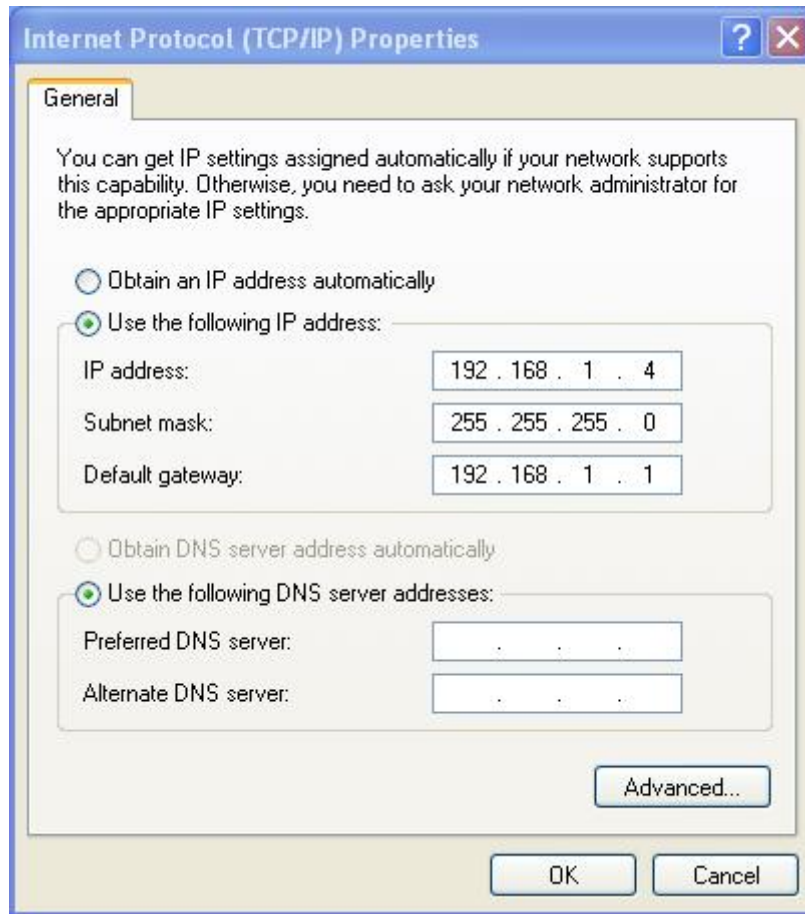 Internet Protocol (TCP/IP) Properties
General
You can get IP settings assigned automatically if your network supports
this capability. Otherwise, you need to ask your network administrator for
the appropriate IP settings.
Obtain an IP address automatically
Use the following IP address:
IP address: 192 . 168 . 1 . 4
Subnet mask: 255 . 255 . 255 . 0
Default gateway: 192 . 168 . 1 . 1
Obtain DNS server address automatically
Use the following DNS server addresses:
Preferred DNS server: . . .
Alternate DNS server: . . .
Advanced...
OK Cancel